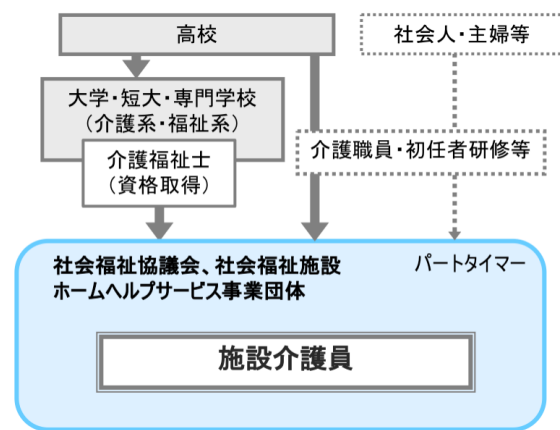 高校
社会人・主婦等
大学・短大・専門学校
（介護系・福祉系）
介護福祉士
（資格取得）
介護職員・初任者研修等
社会福祉協議会、社会福祉施設
ホームヘルプサービス事業団体
パートタイマー
施設介護員